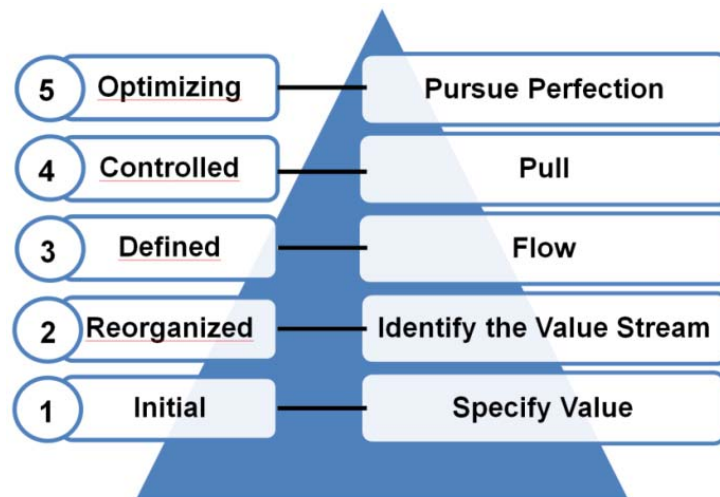 5 Optimizing Pursue Perfection
4 Controlled Pull
3 Defined Flow
2 Reorganized Identify the Value Stream
1 Initial Specify Value